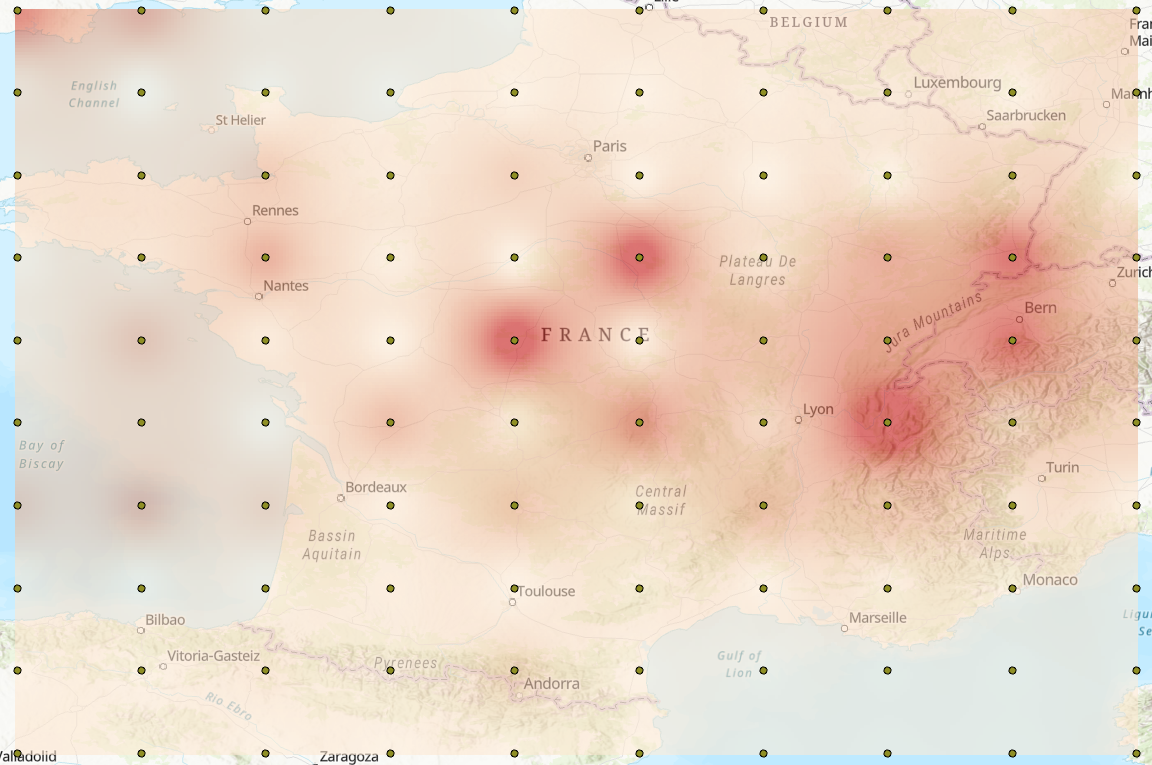 BELGIUM
English
Channel
Luxembourg
St Helier
Saarbrucken
Paris
Rennes
Plateau De
Langres
Nantes
Bern
FRANCE
Jura Mountains
Lyon
Bay of
Biscay
Turin
Bordeaux
Central
Massif
Bassin
Aquitain
Maritime
Alps
Monaco
Toulouse
Marseille
Bilbao
Vitoria-Gasteiz
Pyrenees
Gulf of
Lion
Andorra
Rio Ebro
Zaragoza